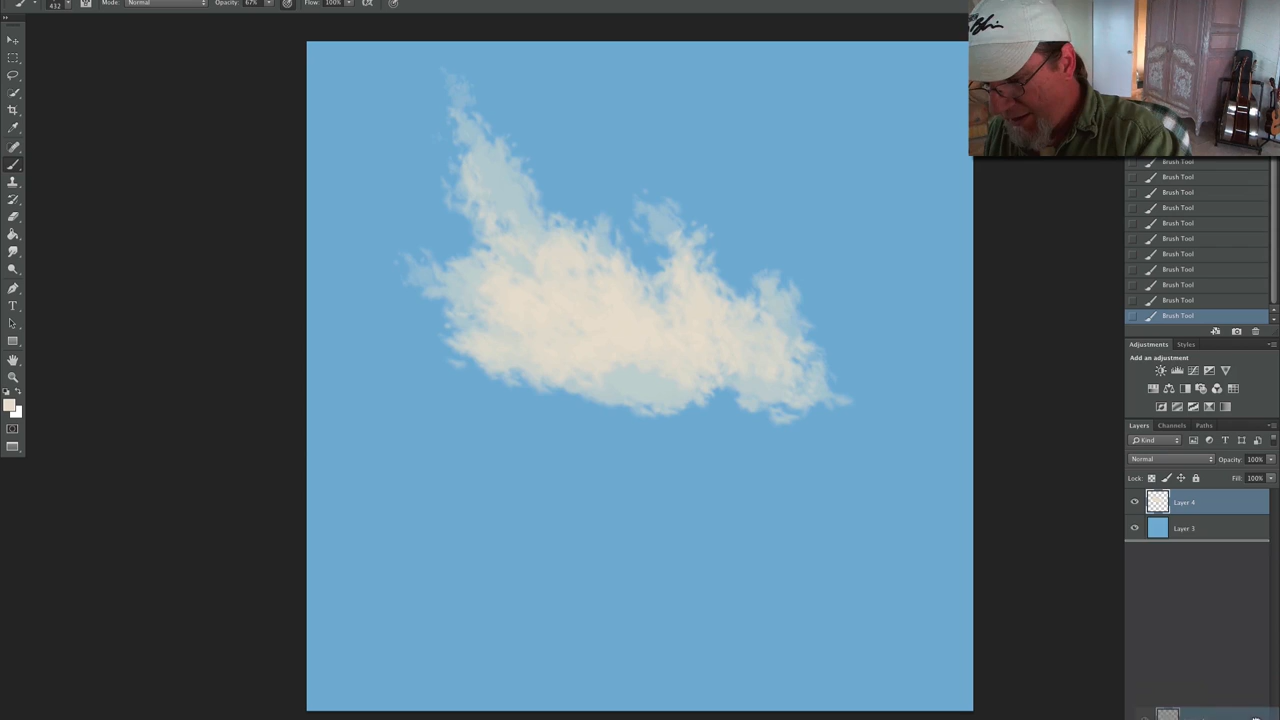 432
Mode: Normal
Opacity: 67%
Flow: 100%
Brush Tool
Brush Tool
Brush Tool
Brush Tool
Brush Tool
Brush Tool
Brush Tool
Brush Tool
Brush Tool
Brush Tool
Brush Tool
Adjustments Styles
Add an adjustment
Layers Channels Paths
Kind
Normal Opacity: 100%
Lock: Fill: 100%
Layer 4
Layer 3